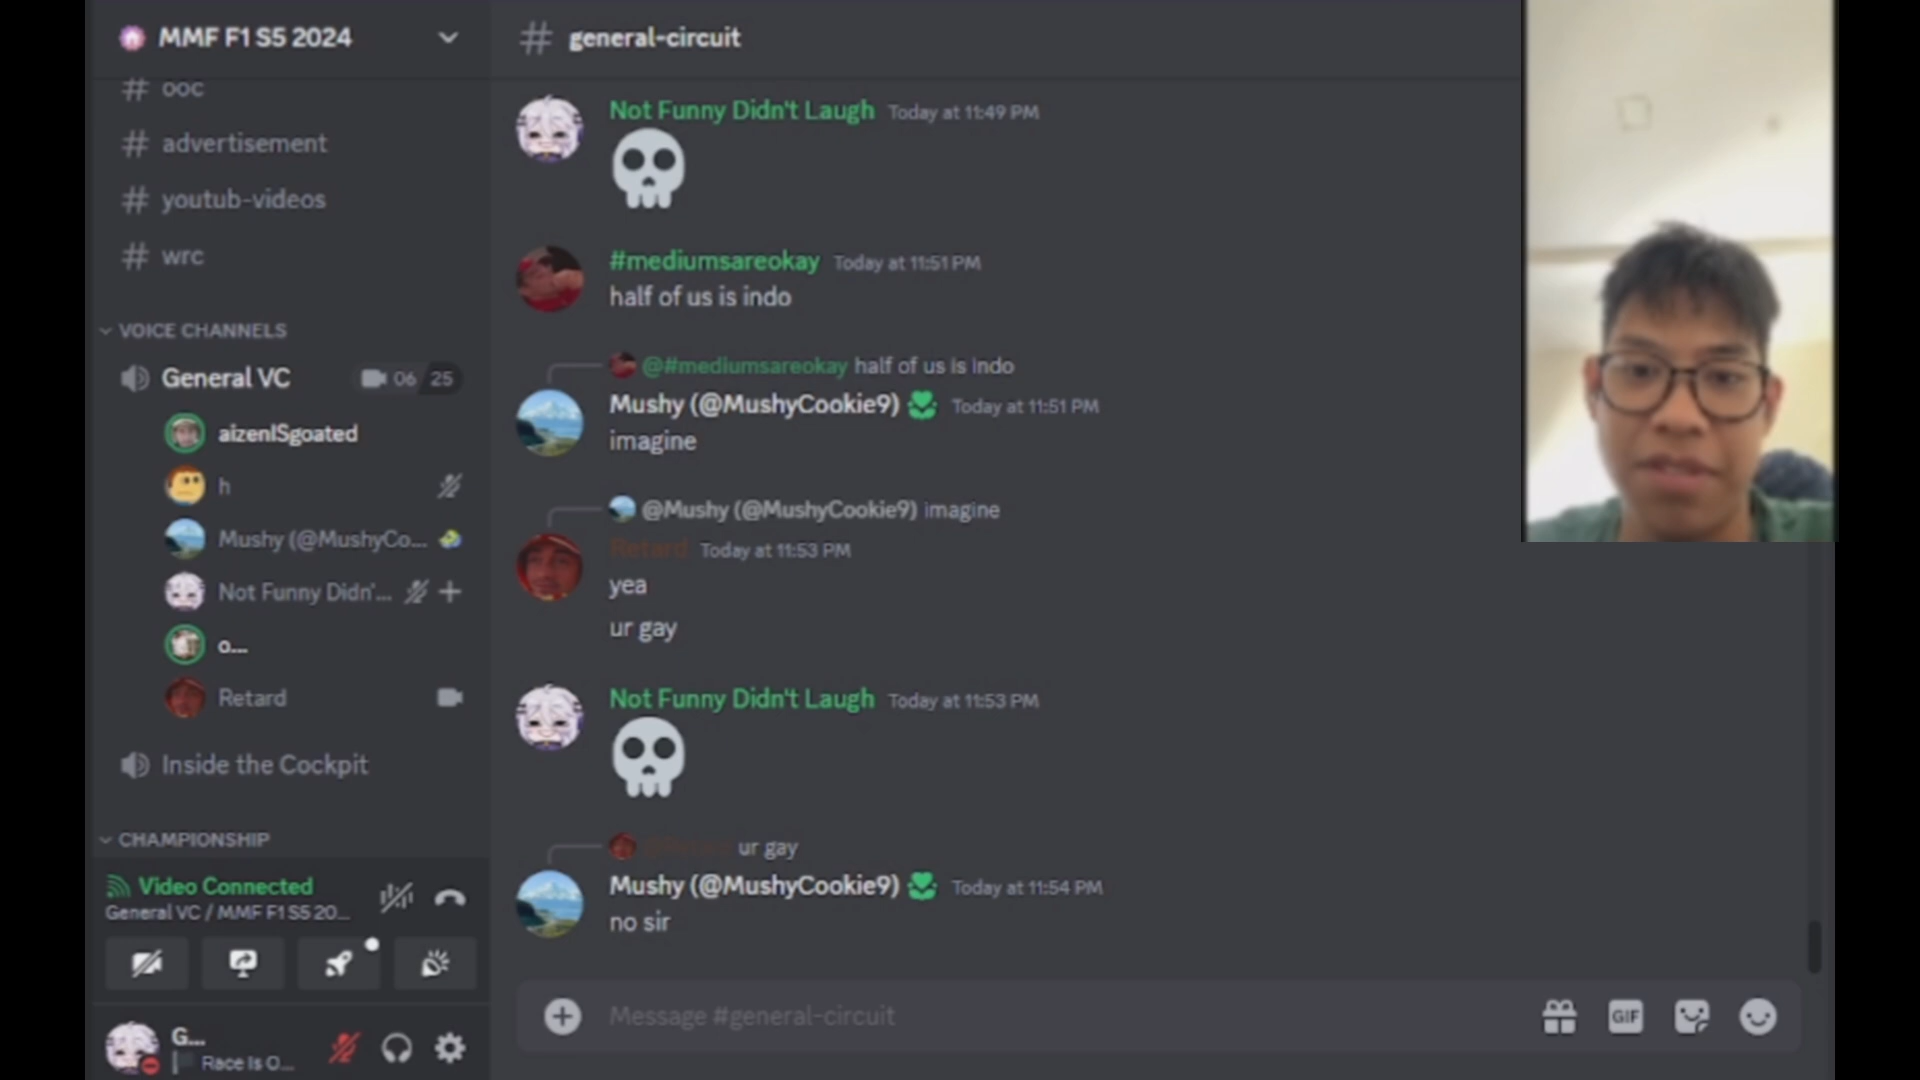 MMF F1 S5 2024
ooc
advertisement
youtub-videos
wrc
VOICE CHANNELS
General VC 06 25
aizenISgoated
h
Mushy (@MushyCo...
Not Funny Didn'...
o...
Retard
Inside the Cockpit
CHAMPIONSHIP
Video Connected
General VC / MMF F1 S5 20...
G...
Race Is O...
general-circuit
Not Funny Didn't Laugh Today at 11:49 PM
#mediumsareokay Today at 11:51 PM
half of us is indo
@#mediumsareokay half of us is indo
Mushy (@MushyCookie9) Today at 11:51 PM
imagine
@Mushy (@MushyCookie9) imagine
Retard Today at 11:53 PM
yea
ur gay
Not Funny Didn't Laugh Today at 11:53 PM
ur gay
Mushy (@MushyCookie9) Today at 11:54 PM
no sir
Message #general-circuit
GIF